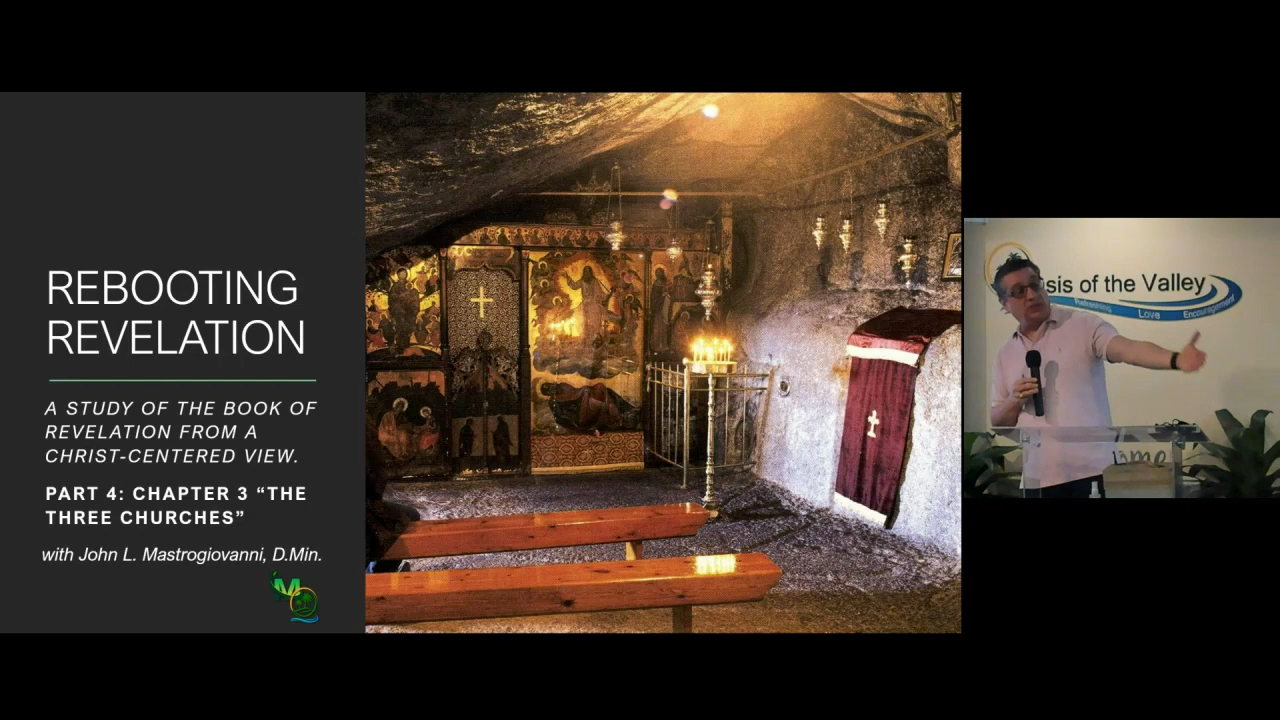 REBOOTING
REVELATION
A STUDY OF THE BOOK OF
REVELATION FROM A
CHRIST-CENTERED VIEW.
PART 4: CHAPTER 3 “THE
THREE CHURCHES”
with John L. Mastrogiovanni, D.Min.
M
sis of the Valley
Love
Encouragement
ome